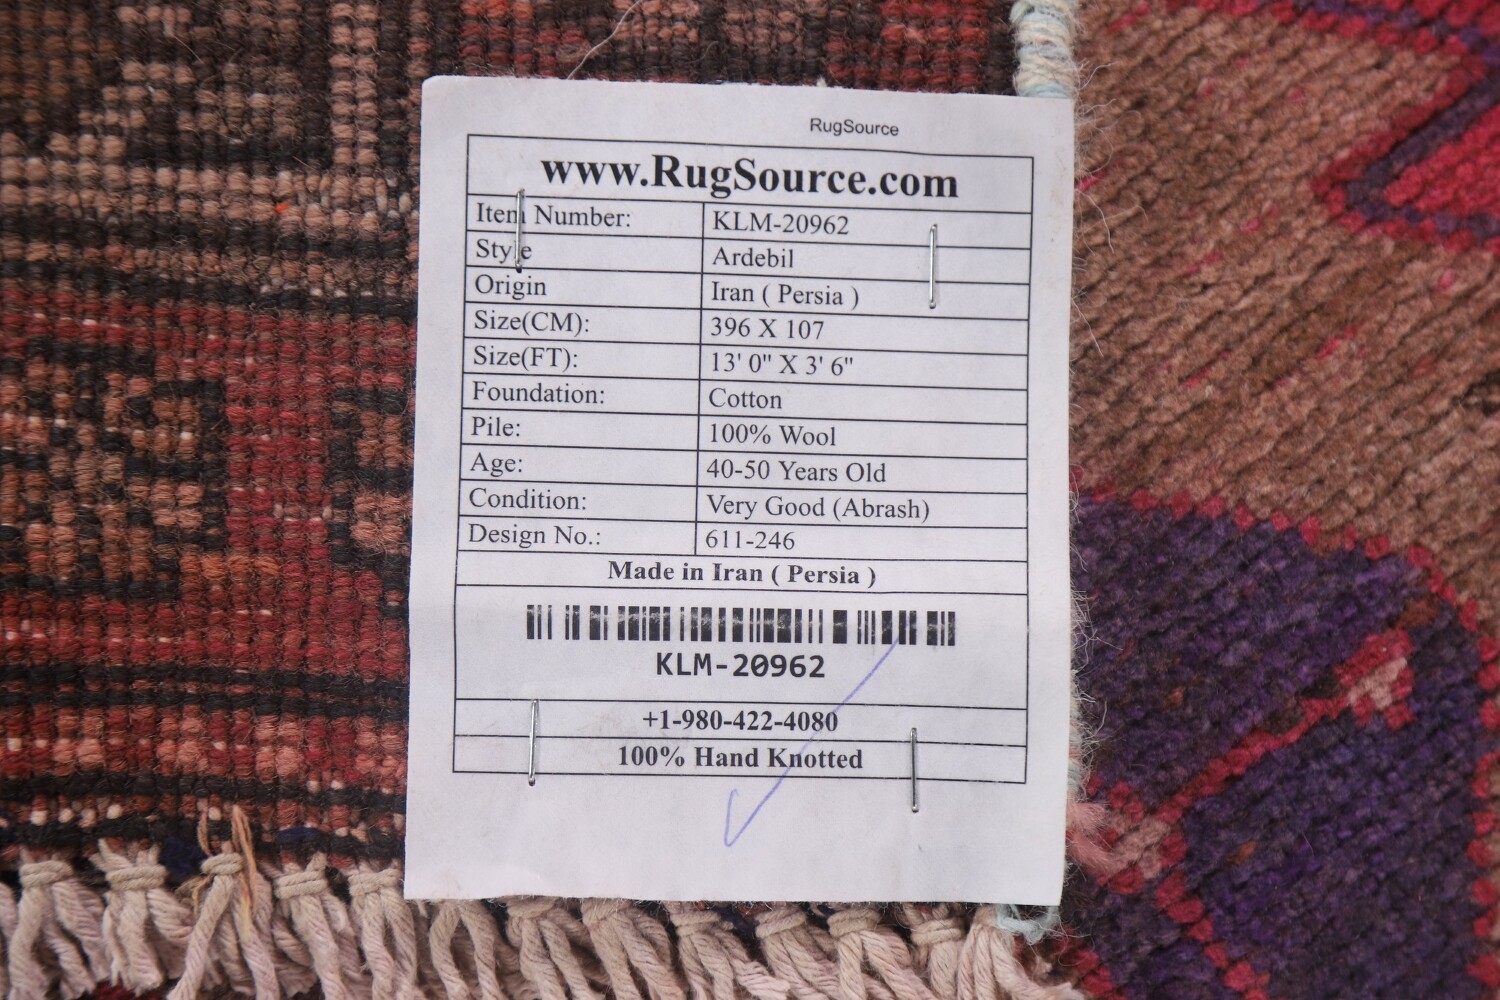 RugSource
www.RugSource.com
Item Number: KLM-20962
Style Ardebil
Origin Iran ( Persia )
Size(CM): 396 X 107
Size(FT): 13' 0" X 3' 6"
Foundation: Cotton
Pile: 100% Wool
Age: 40-50 Years Old
Condition: Very Good (Abrash)
Design No.: 611-246
Made in Iran ( Persia )
KLM-20962
+1-980-422-4080
100% Hand Knotted